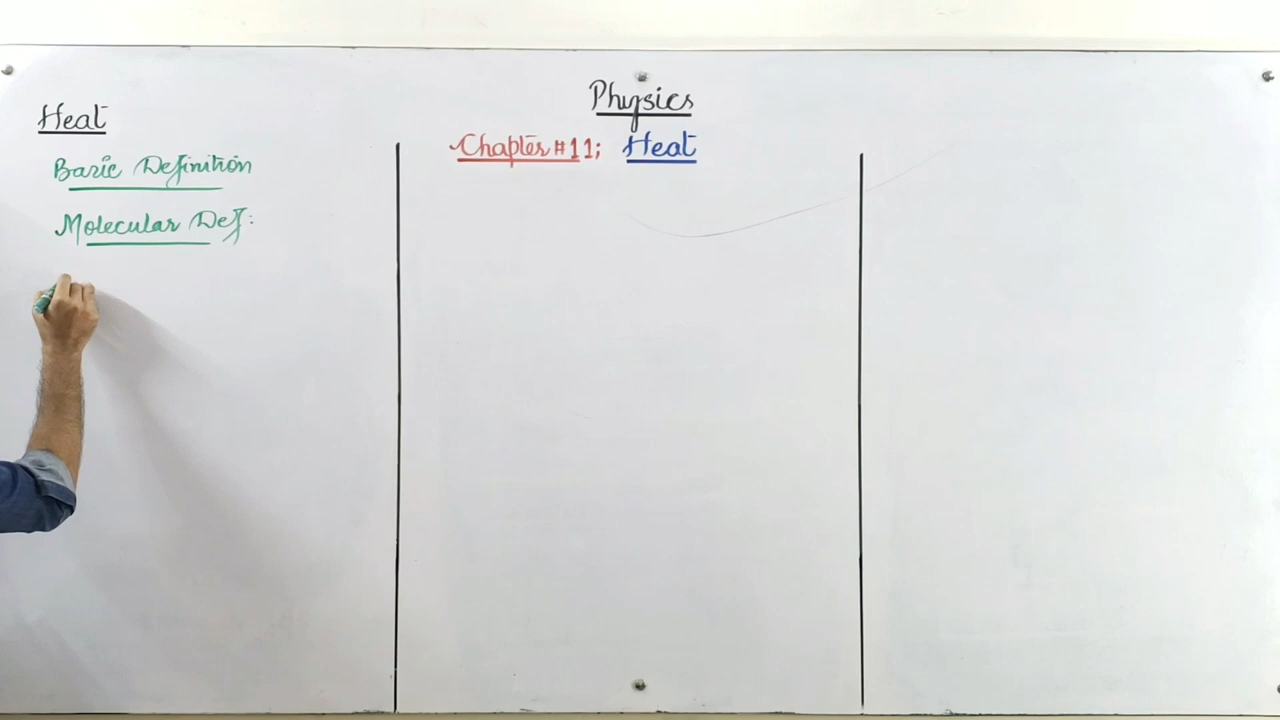 Physics
Chapter #11; Heat
Heat
Basic Definition
Molecular Def: